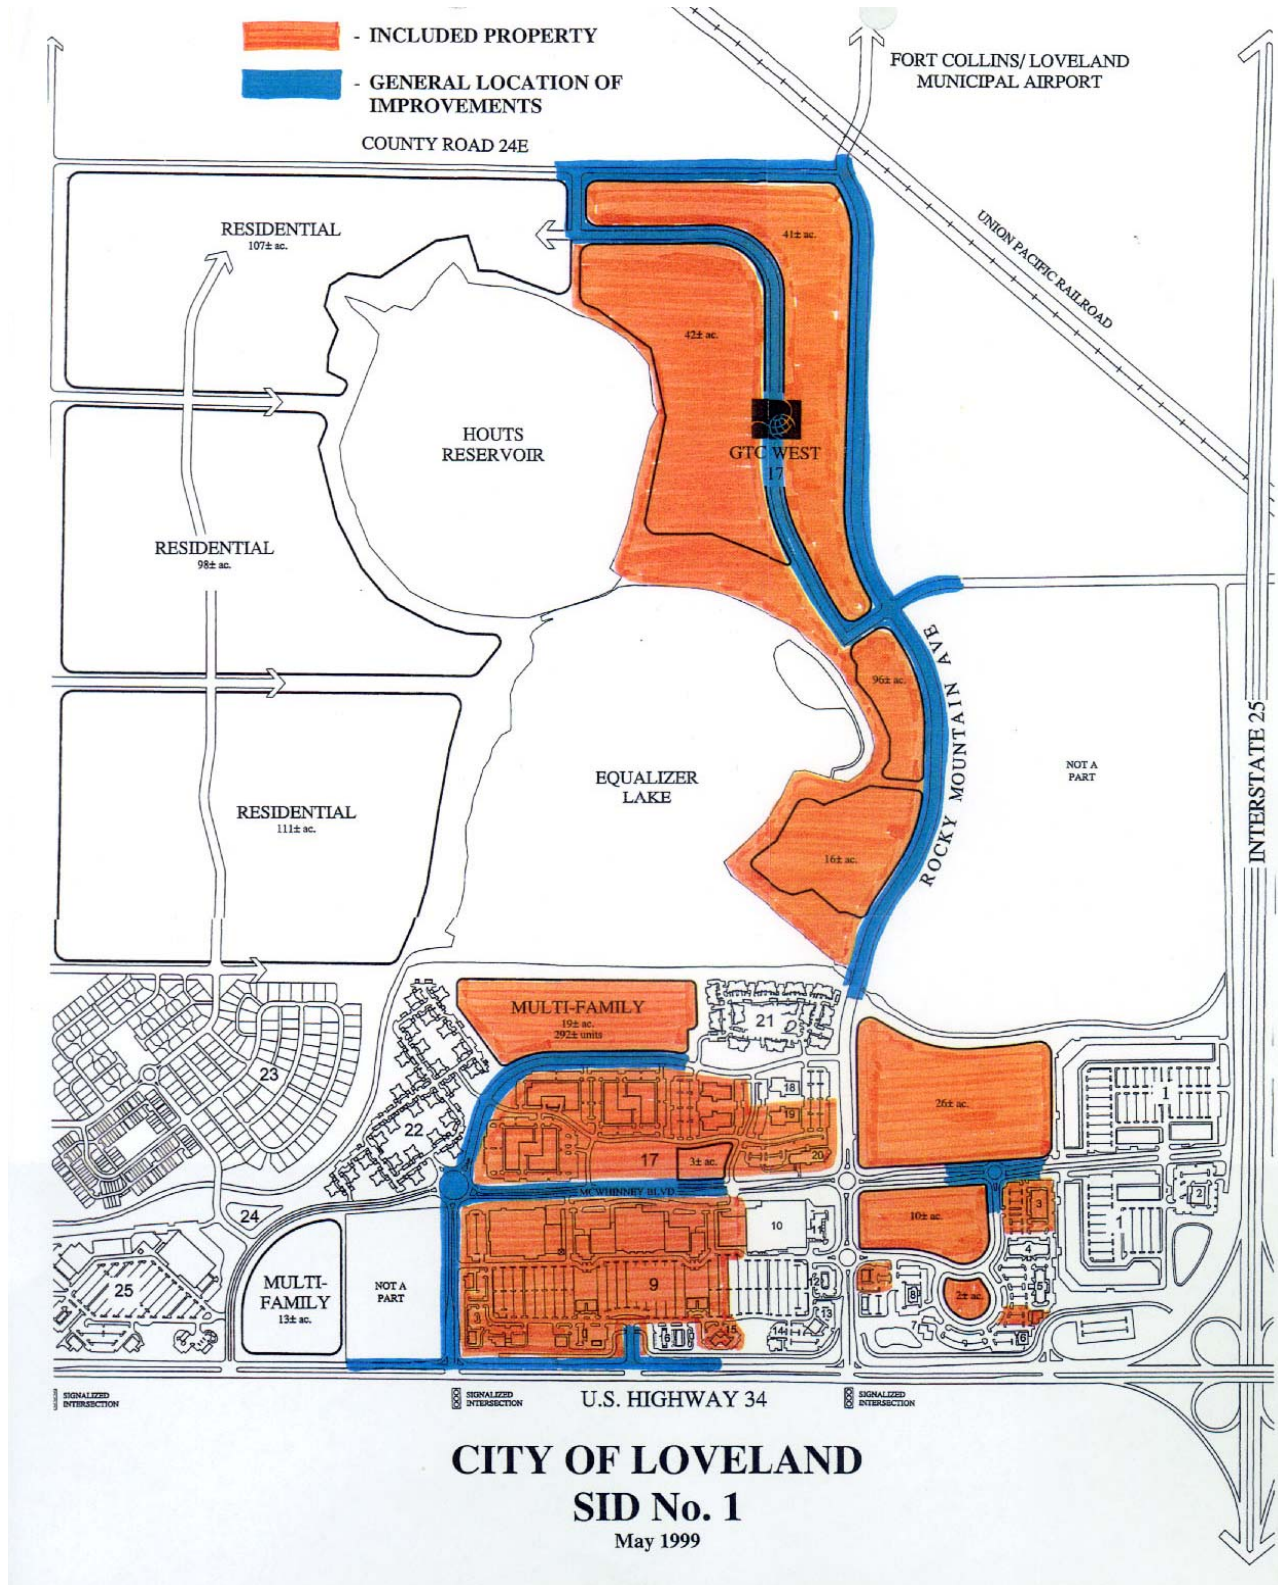 - INCLUDED PROPERTY
- GENERAL LOCATION OF
IMPROVEMENTS
FORT COLLINS/ LOVELAND
MUNICIPAL AIRPORT
COUNTY ROAD 24E
UNION PACIFIC RAILROAD
RESIDENTIAL
107± ac.
41± ac.
42± ac.
HOUTS
RESERVOIR
GTC WEST
17
RESIDENTIAL
98± ac.
ROCKY MOUNTAIN AVE
96± ac.
INTERSTATE 25
NOT A
PART
EQUALIZER
LAKE
RESIDENTIAL
111± ac.
16± ac.
MULTI-FAMILY
19± ac.
292± units
21
23
18
26± ac.
1
19
22
17
3± ac.
20
MCWHINNEY BLVD.
2
3
24
10
11
10± ac.
1
4
25
MULTI-
FAMILY
13± ac.
NOT A
PART
9
12
8
2± ac.
5
13
3
16
15
14
7
6
SIGNALIZED
INTERSECTION
SIGNALIZED
INTERSECTION
U.S. HIGHWAY 34
SIGNALIZED
INTERSECTION
CITY OF LOVELAND
SID No. 1
May 1999